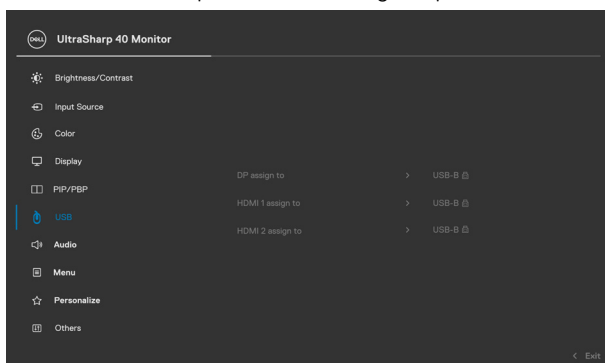 DELL UltraSharp 40 Monitor
Brightness/Contrast
Input Source
Color
Display
DP assign to > USB-B
PIP/PBP
HDMI 1 assign to > USB-B
USB
HDMI 2 assign to > USB-B
Audio
Menu
Personalize
Others
< Exit